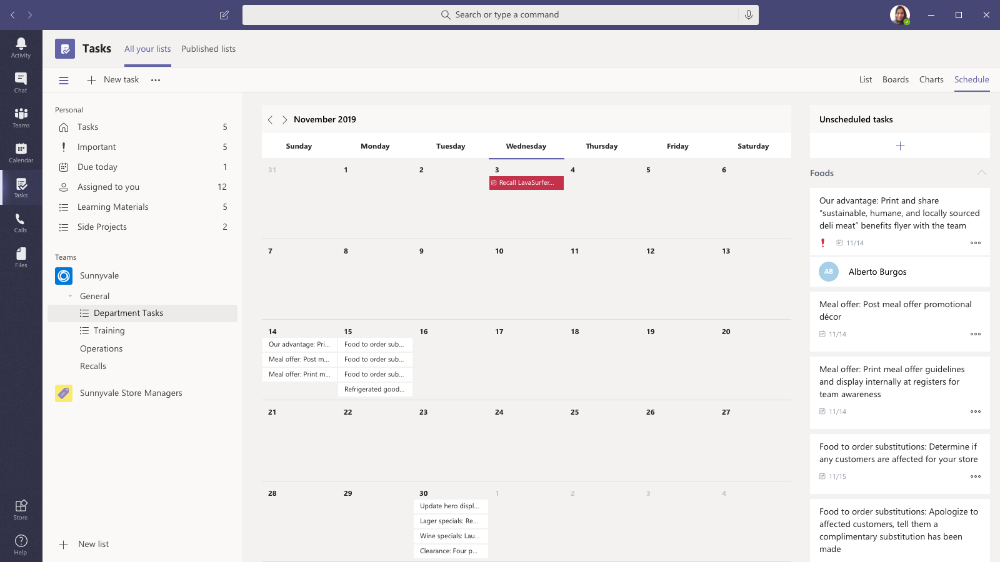 Search or type a command
Activity
Chat
Teams
Calendar
Tasks
Calls
Files
Store
Help
Tasks
All your lists
Published lists
New task
List
Boards
Charts
Schedule
Personal
Tasks 5
Important 5
Due today 1
Assigned to you 12
Learning Materials 5
Side Projects 2
Teams
Sunnyvale
General
Department Tasks
Training
Operations
Recalls
Sunnyvale Store Managers
New list
November 2019
Sunday Monday Tuesday Wednesday Thursday Friday Saturday
31 1 2 3 4 5 6
Recall LavaSurfer...
7 8 9 10 11 12 13
14 15 16 17 18 19 20
Our advantage: Pri... Food to order sub...
Meal offer: Post m... Food to order sub...
Meal offer: Print m... Food to order sub...
Refrigerated good...
21 22 23 24 25 26 27
28 29 30 1 2 3 4
Update hero displ...
Lager specials: Re...
Wine specials: Lau...
Clearance: Four p...
Unscheduled tasks
Foods
Our advantage: Print and share
“sustainable, humane, and locally sourced
deli meat” benefits flyer with the team
11/14
AB Alberto Burgos
Meal offer: Post meal offer promotional
décor
11/14
Meal offer: Print meal offer guidelines
and display internally at registers for
team awareness
11/14
Food to order substitutions: Determine if
any customers are affected for your store
11/15
Food to order substitutions: Apologize to
affected customers, tell them a
complimentary substitution has been
made